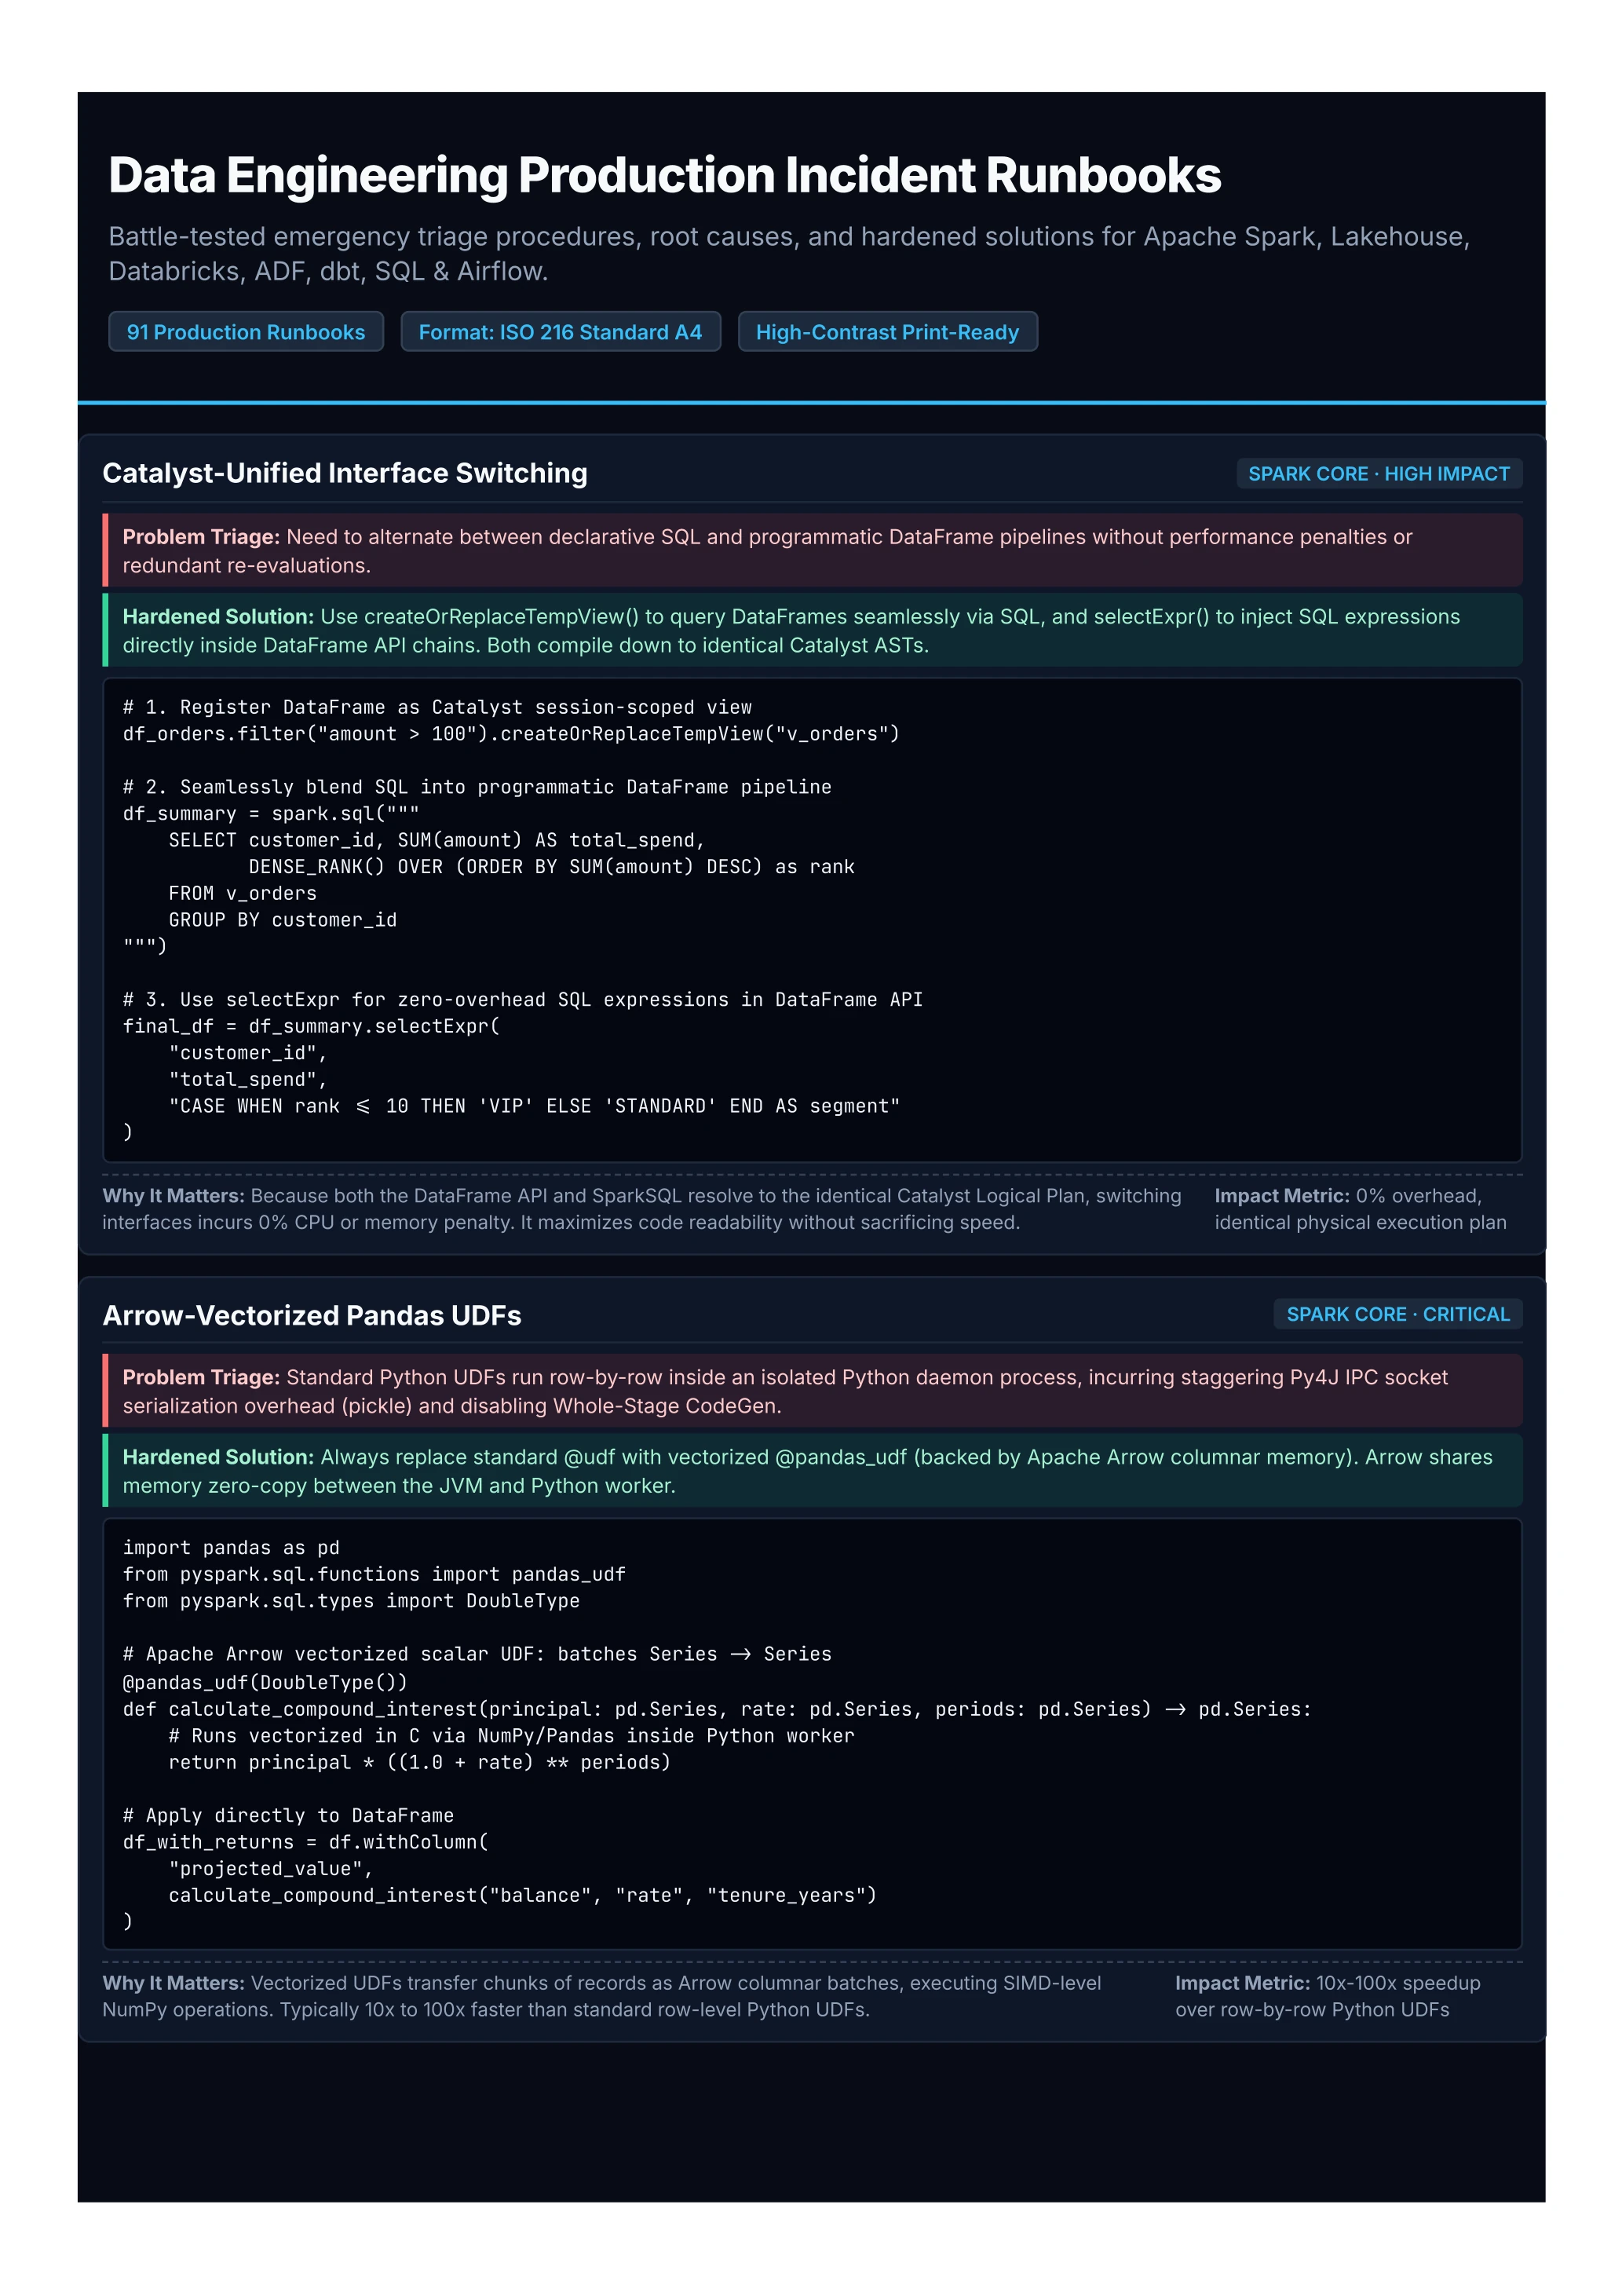 Data Engineering Production Incident Runbooks
Battle-tested emergency triage procedures, root causes, and hardened solutions for Apache Spark, Lakehouse,
Databricks, ADF, dbt, SQL & Airflow.
91 Production Runbooks
Format: ISO 216 Standard A4
High-Contrast Print-Ready
Catalyst-Unified Interface Switching
SPARK CORE · HIGH IMPACT
Problem Triage: Need to alternate between declarative SQL and programmatic DataFrame pipelines without performance penalties or
redundant re-evaluations.
Hardened Solution: Use createOrReplaceTempView() to query DataFrames seamlessly via SQL, and selectExpr() to inject SQL expressions
directly inside DataFrame API chains. Both compile down to identical Catalyst ASTs.
# 1. Register DataFrame as Catalyst session-scoped view
df_orders.filter("amount > 100").createOrReplaceTempView("v_orders")
# 2. Seamlessly blend SQL into programmatic DataFrame pipeline
df_summary = spark.sql("""
    SELECT customer_id, SUM(amount) AS total_spend,
           DENSE_RANK() OVER (ORDER BY SUM(amount) DESC) as rank
    FROM v_orders
    GROUP BY customer_id
""")
# 3. Use selectExpr for zero-overhead SQL expressions in DataFrame API
final_df = df_summary.selectExpr(
    "customer_id",
    "total_spend",
    "CASE WHEN rank <= 10 THEN 'VIP' ELSE 'STANDARD' END AS segment"
)
Why It Matters: Because both the DataFrame API and SparkSQL resolve to the identical Catalyst Logical Plan, switching
interfaces incurs 0% CPU or memory penalty. It maximizes code readability without sacrificing speed.
Impact Metric: 0% overhead,
identical physical execution plan
Arrow-Vectorized Pandas UDFs
SPARK CORE · CRITICAL
Problem Triage: Standard Python UDFs run row-by-row inside an isolated Python daemon process, incurring staggering Py4J IPC socket
serialization overhead (pickle) and disabling Whole-Stage CodeGen.
Hardened Solution: Always replace standard @udf with vectorized @pandas_udf (backed by Apache Arrow columnar memory). Arrow shares
memory zero-copy between the JVM and Python worker.
import pandas as pd
from pyspark.sql.functions import pandas_udf
from pyspark.sql.types import DoubleType
# Apache Arrow vectorized scalar UDF: batches Series -> Series
@pandas_udf(DoubleType())
def calculate_compound_interest(principal: pd.Series, rate: pd.Series, periods: pd.Series) -> pd.Series:
    # Runs vectorized in C via NumPy/Pandas inside Python worker
    return principal * ((1.0 + rate) ** periods)
# Apply directly to DataFrame
df_with_returns = df.withColumn(
    "projected_value",
    calculate_compound_interest("balance", "rate", "tenure_years")
)
Why It Matters: Vectorized UDFs transfer chunks of records as Arrow columnar batches, executing SIMD-level
NumPy operations. Typically 10x to 100x faster than standard row-level Python UDFs.
Impact Metric: 10x-100x speedup
over row-by-row Python UDFs